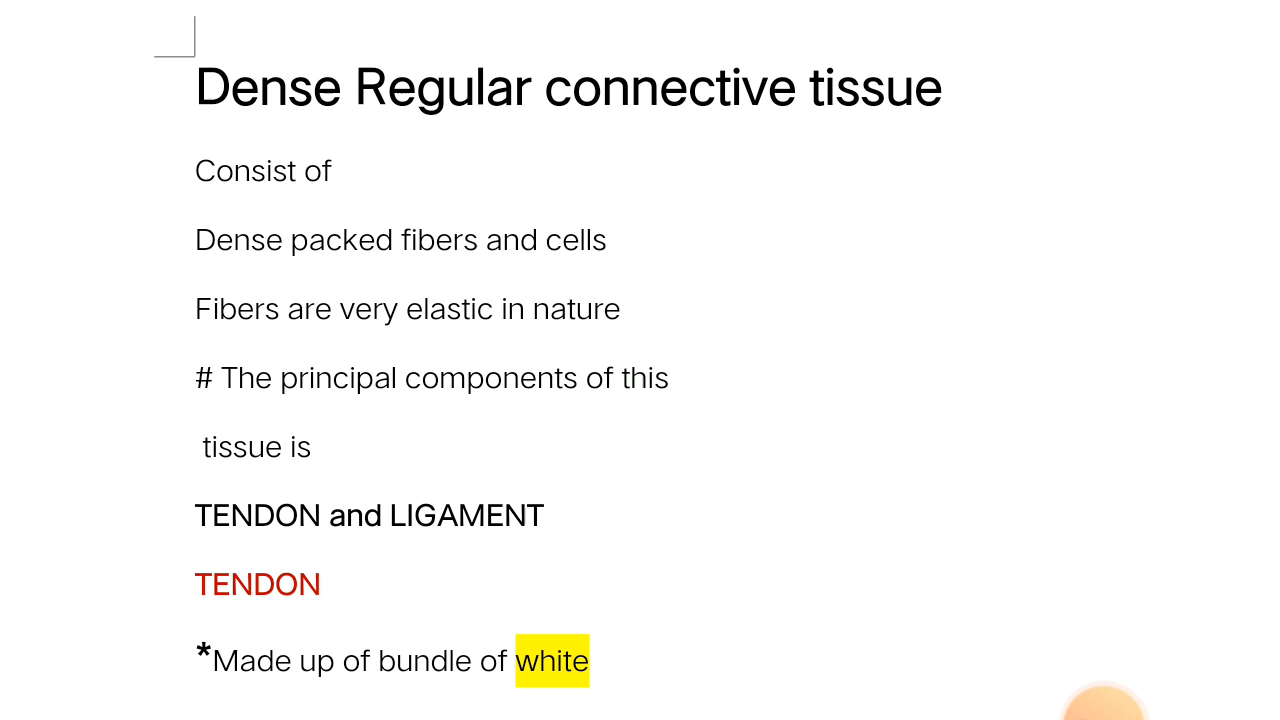 Dense Regular connective tissue
Consist of
Dense packed fibers and cells
Fibers are very elastic in nature
# The principal components of this
tissue is
TENDON and LIGAMENT
TENDON
*Made up of bundle of white